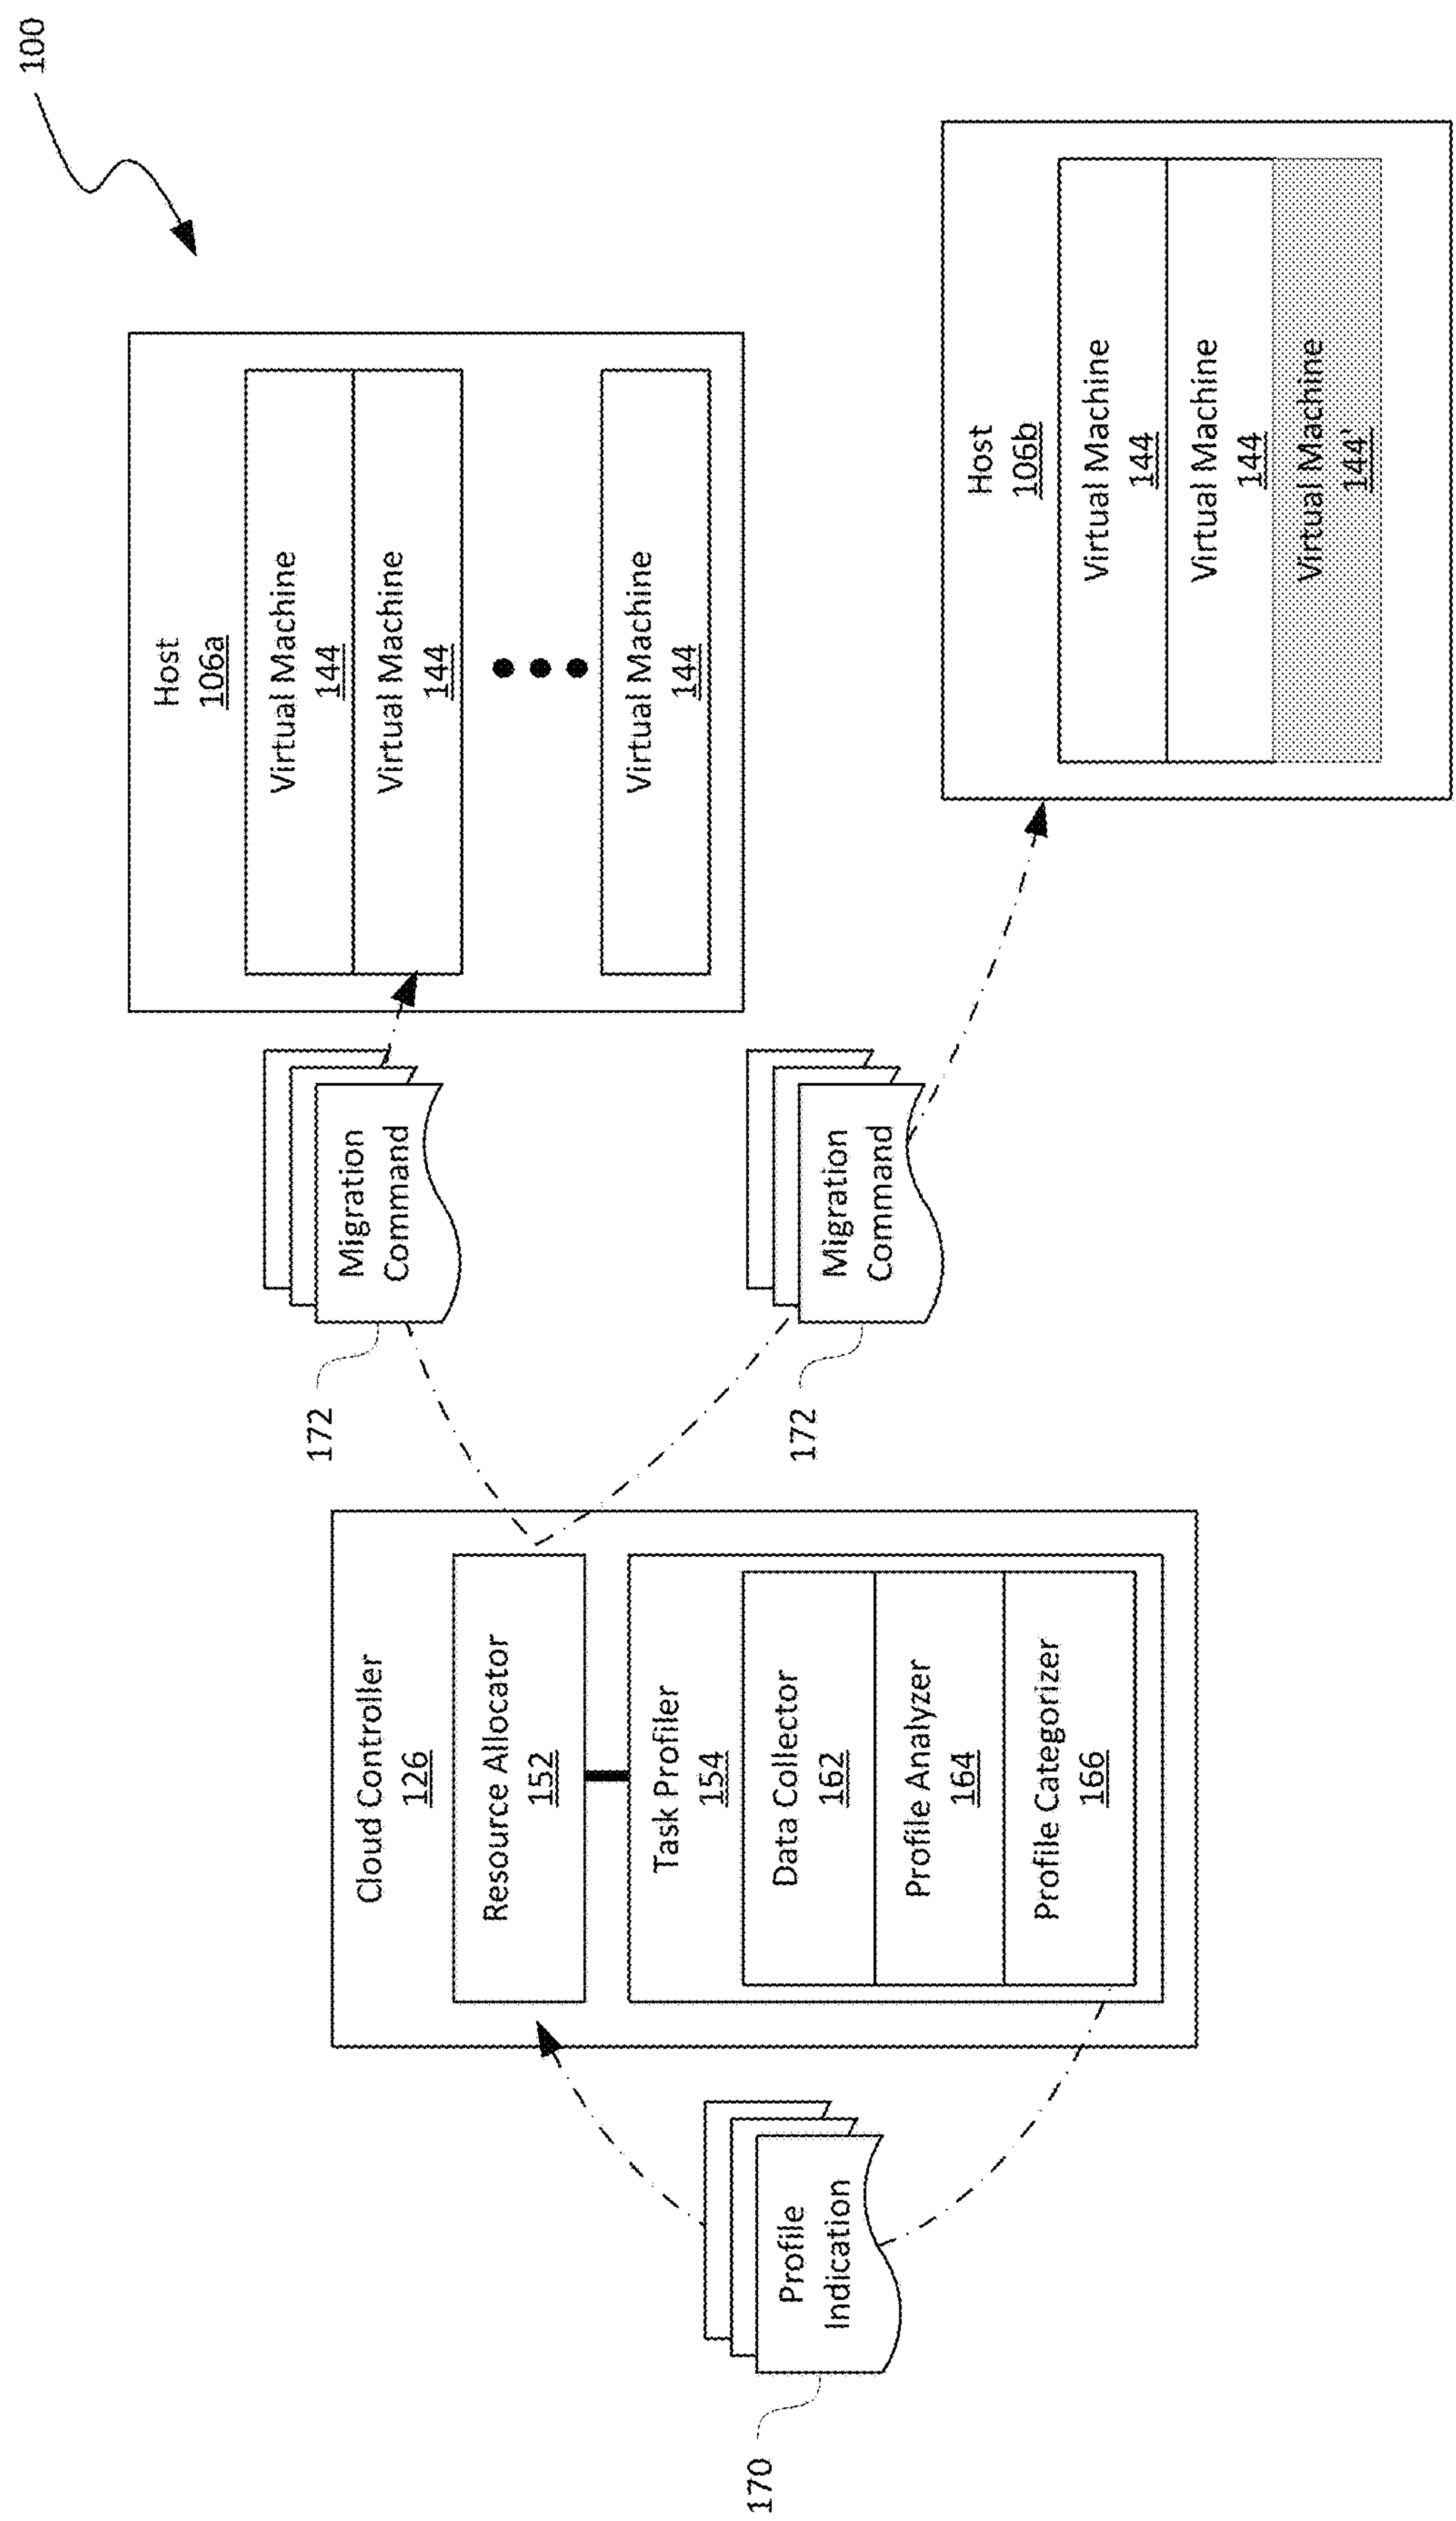 100
Host
106a
Virtual Machine
144
Virtual Machine
144
Virtual Machine
144
Migration
Command
172
Host
106b
Virtual Machine
144
Virtual Machine
144
Virtual Machine
144'
Migration
Command
172
Cloud Controller
126
Resource Allocator
152
Task Profiler
154
Data Collector
162
Profile Analyzer
164
Profile Categorizer
166
Profile
Indication
170